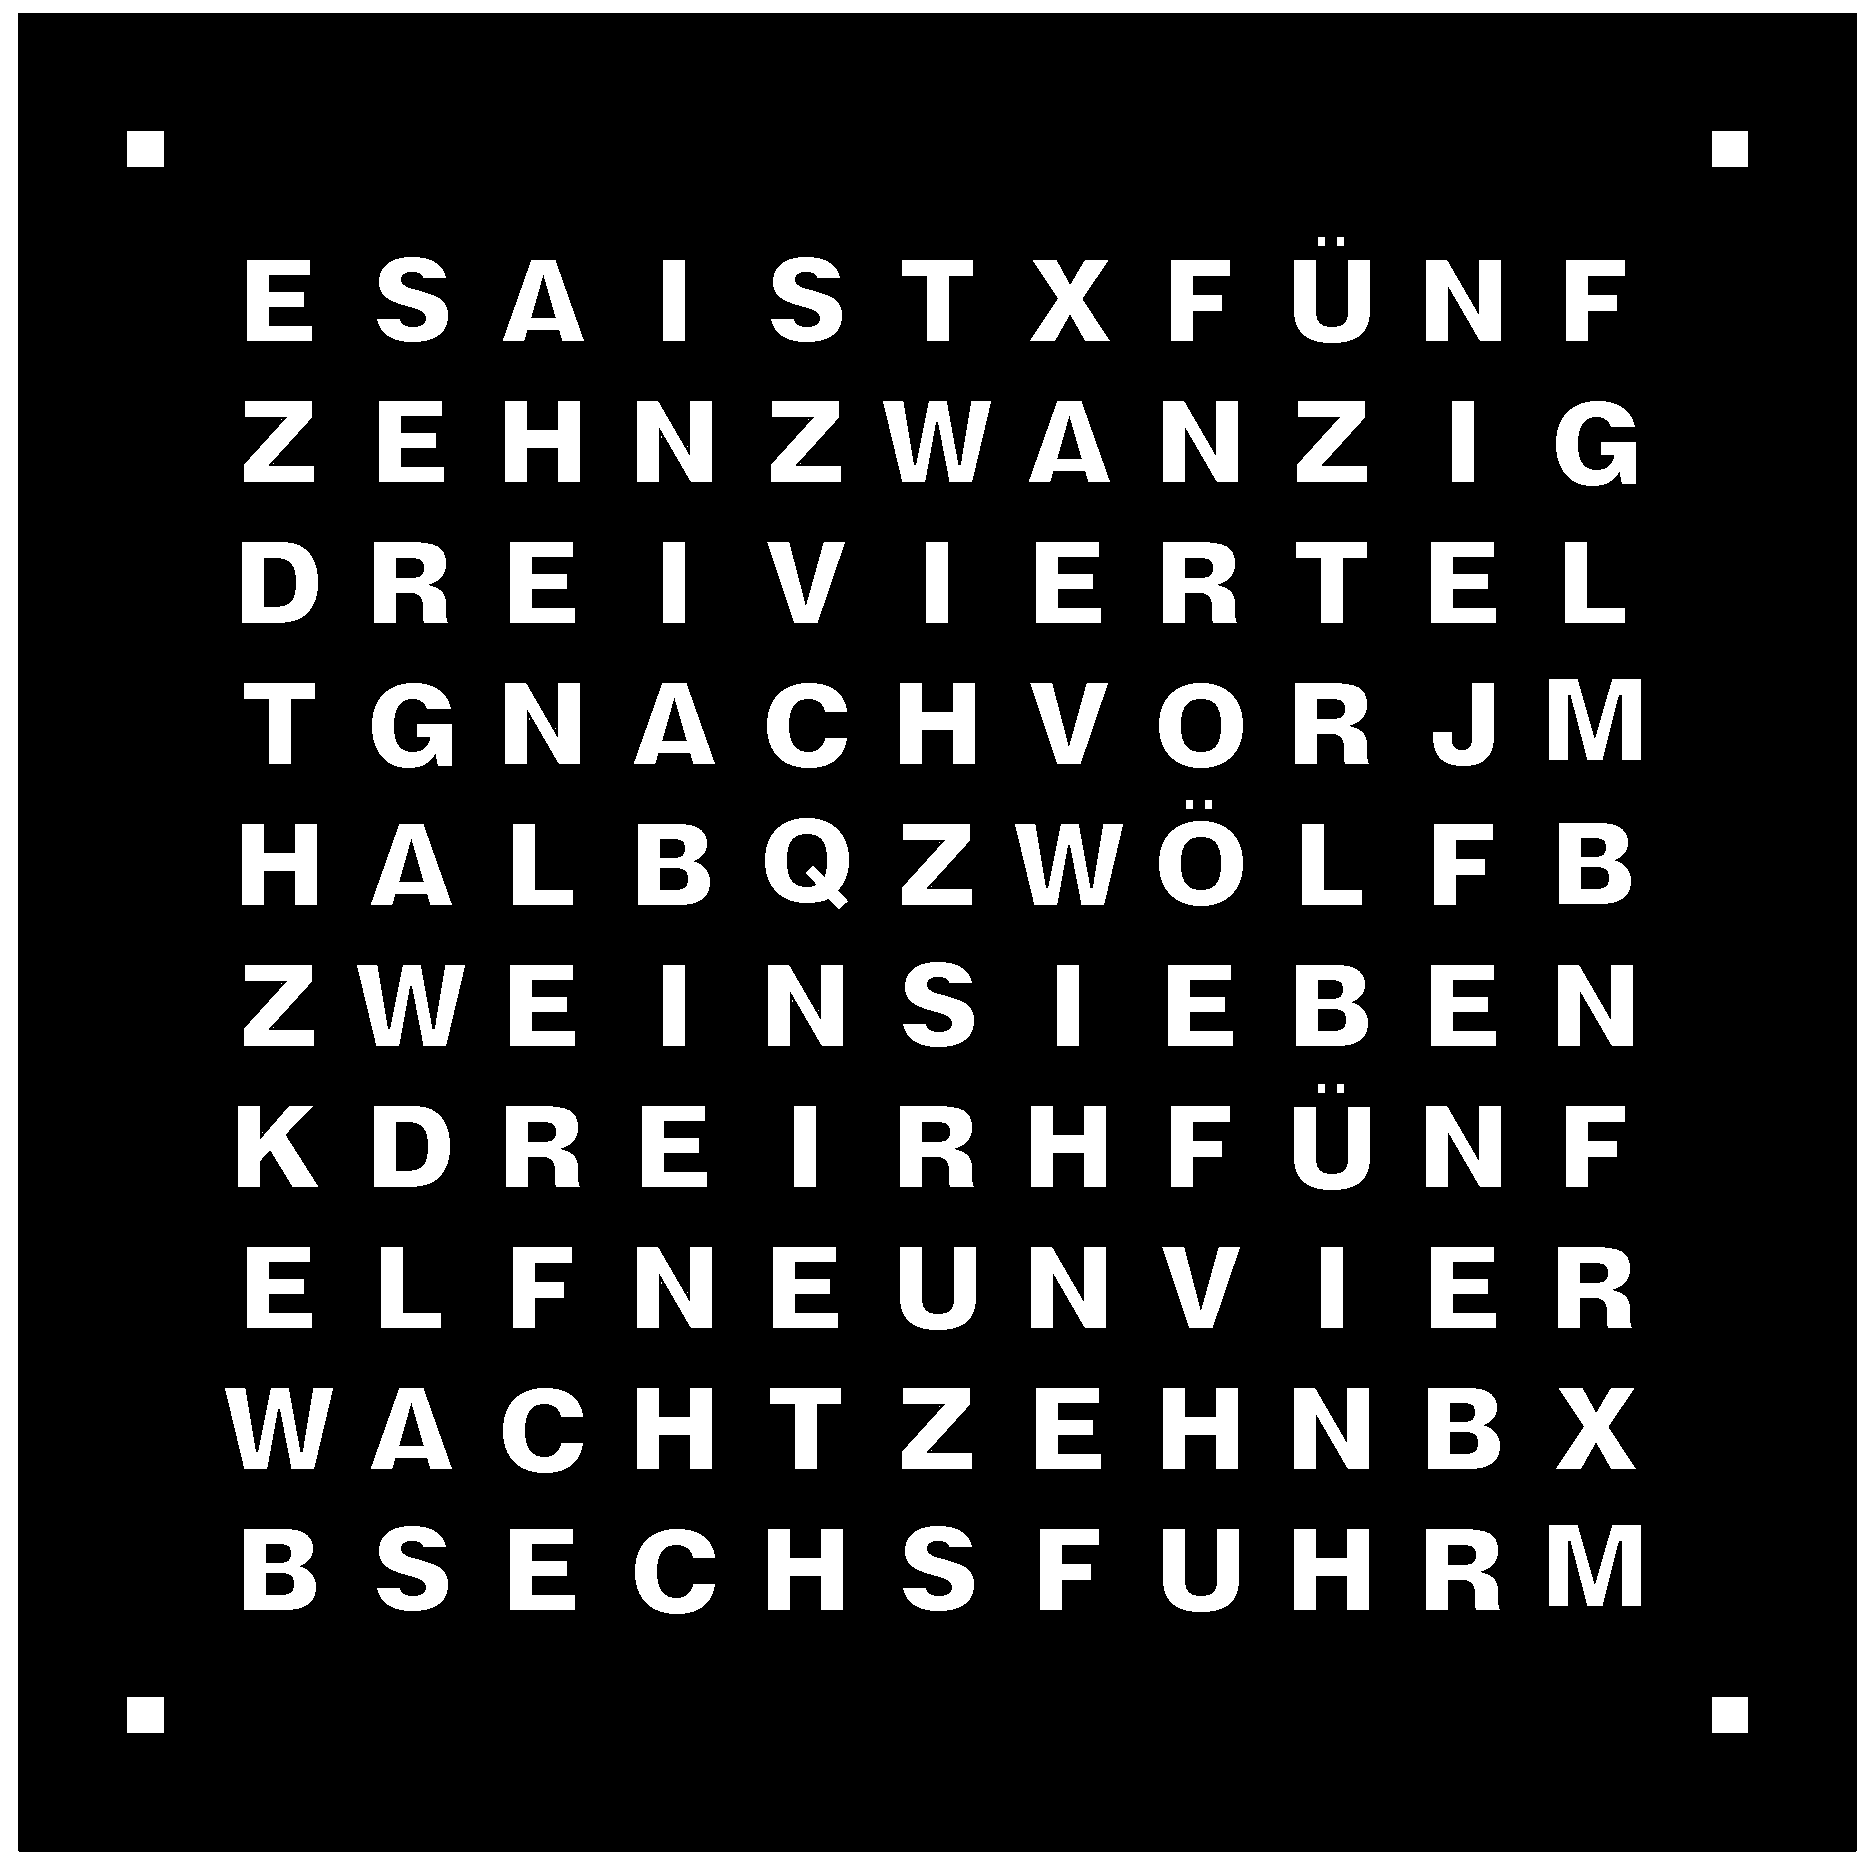 ESAISTXFÜNF
ZEHNZWANZIG
DREIVIERTEL
TGNACHVORJM
HALBQZWÖLFB
ZWEINSIEBEN
KDREIRHFÜNF
ELFNEUNVIER
WACHTZEHNBX
BSECHSFUHRM